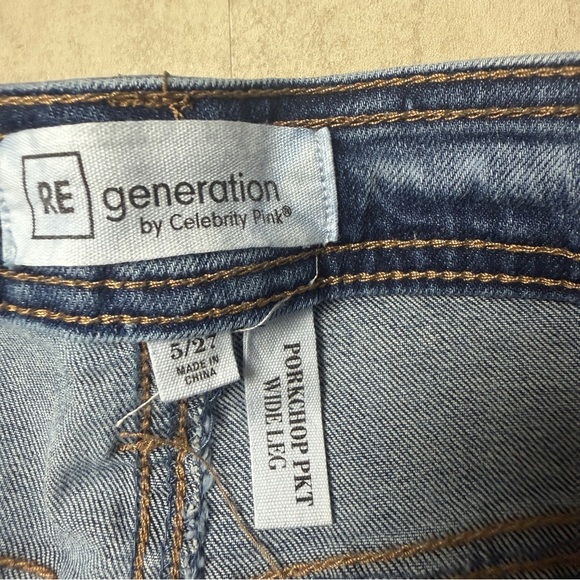 RE generation
by Celebrity Pink®
5/27
MADE IN
CHINA
PORKCHOP PKT
WIDE LEG